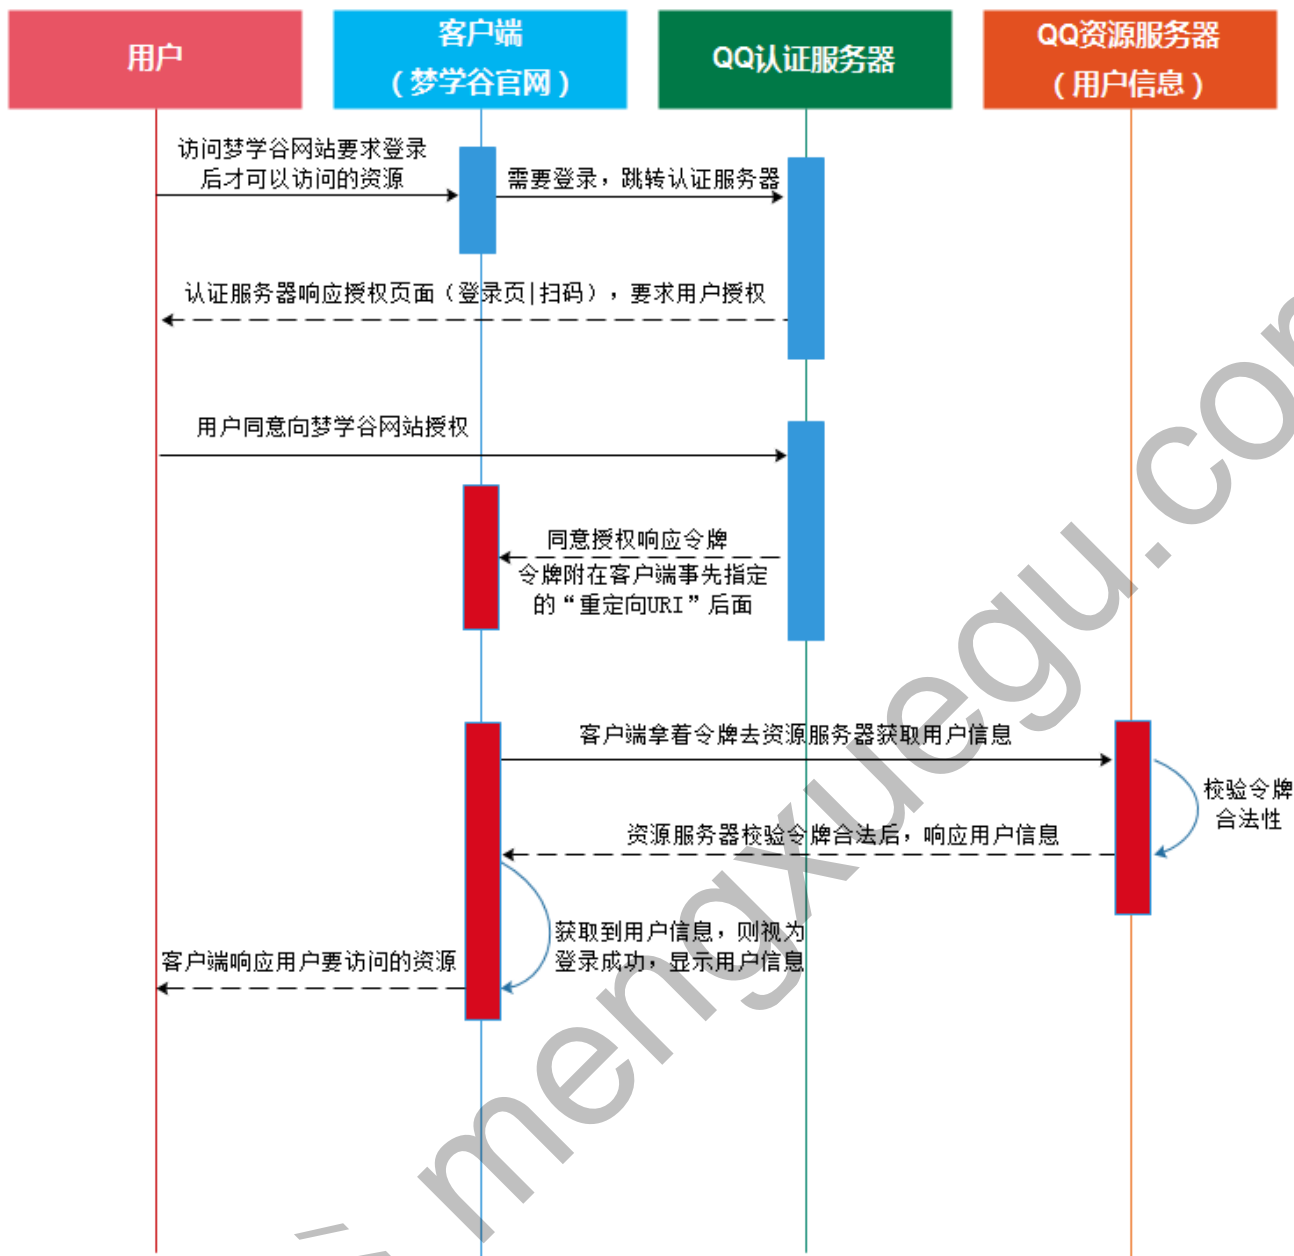 用户
客户端
（梦学谷官网）
QQ认证服务器
QQ资源服务器
（用户信息）
访问梦学谷网站要求登录
后才可以访问的资源
需要登录，跳转认证服务器
认证服务器响应授权页面（登录页|扫码），要求用户授权
用户同意向梦学谷网站授权
同意授权响应令牌
令牌附在客户端事先指定
的“重定向URI”后面
客户端拿着令牌去资源服务器获取用户信息
校验令牌
合法性
资源服务器校验令牌合法后，响应用户信息
获取到用户信息，则视为
登录成功，显示用户信息
客户端响应用户要访问的资源
mengxuegu.com